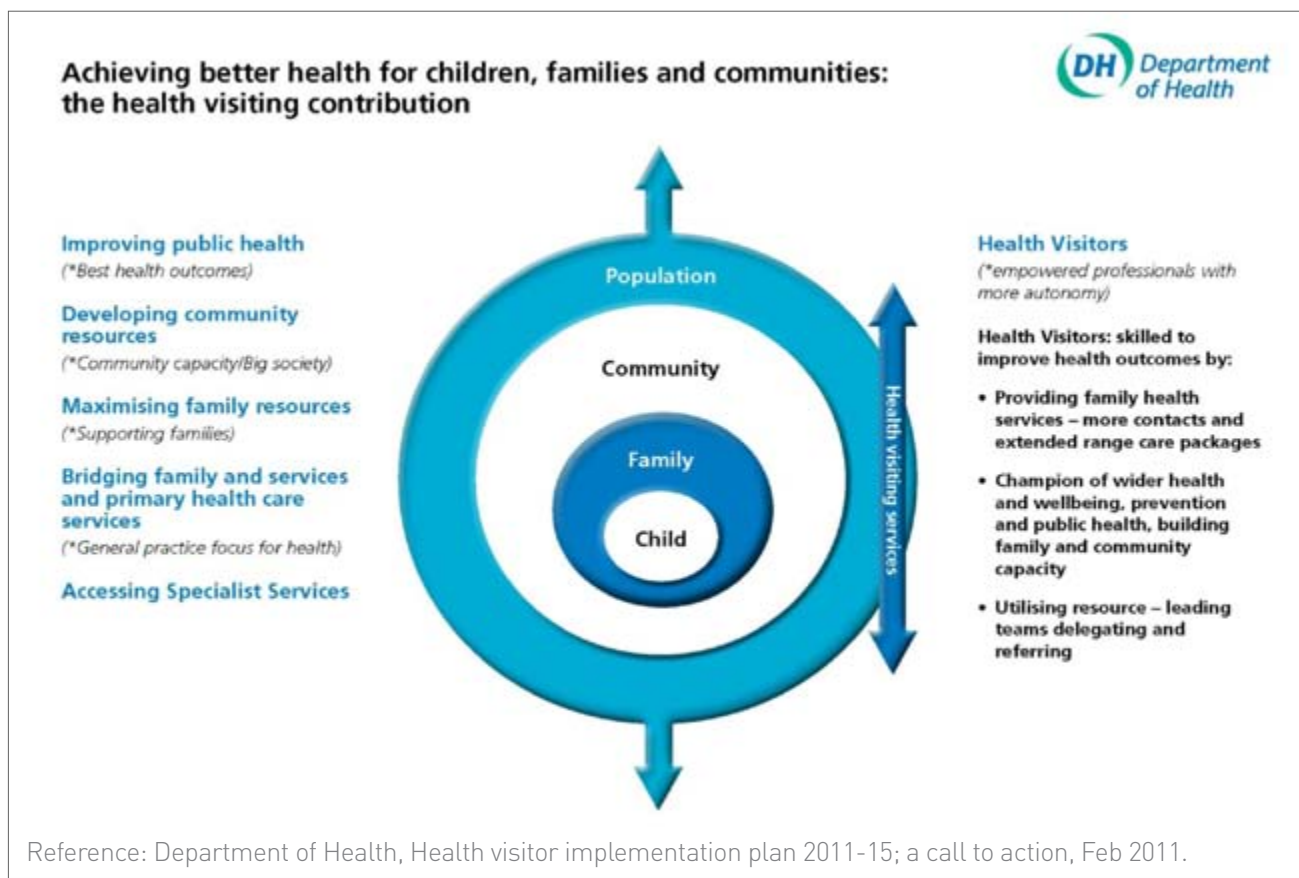 Achieving better health for children, families and communities:
the health visiting contribution
DH Department
of Health
Improving public health
(*Best health outcomes)
Developing community
resources
(*Community capacity/Big society)
Maximising family resources
(*Supporting families)
Bridging family and services
and primary health care
services
(*General practice focus for health)
Accessing Specialist Services
Population
Community
Family
Child
Health visiting services
Health Visitors
(*empowered professionals with
more autonomy)
Health Visitors: skilled to
improve health outcomes by:
• Providing family health
services – more contacts and
extended range care packages
• Champion of wider health
and wellbeing, prevention
and public health, building
family and community
capacity
• Utilising resource – leading
teams delegating and
referring
Reference: Department of Health, Health visitor implementation plan 2011-15; a call to action, Feb 2011.